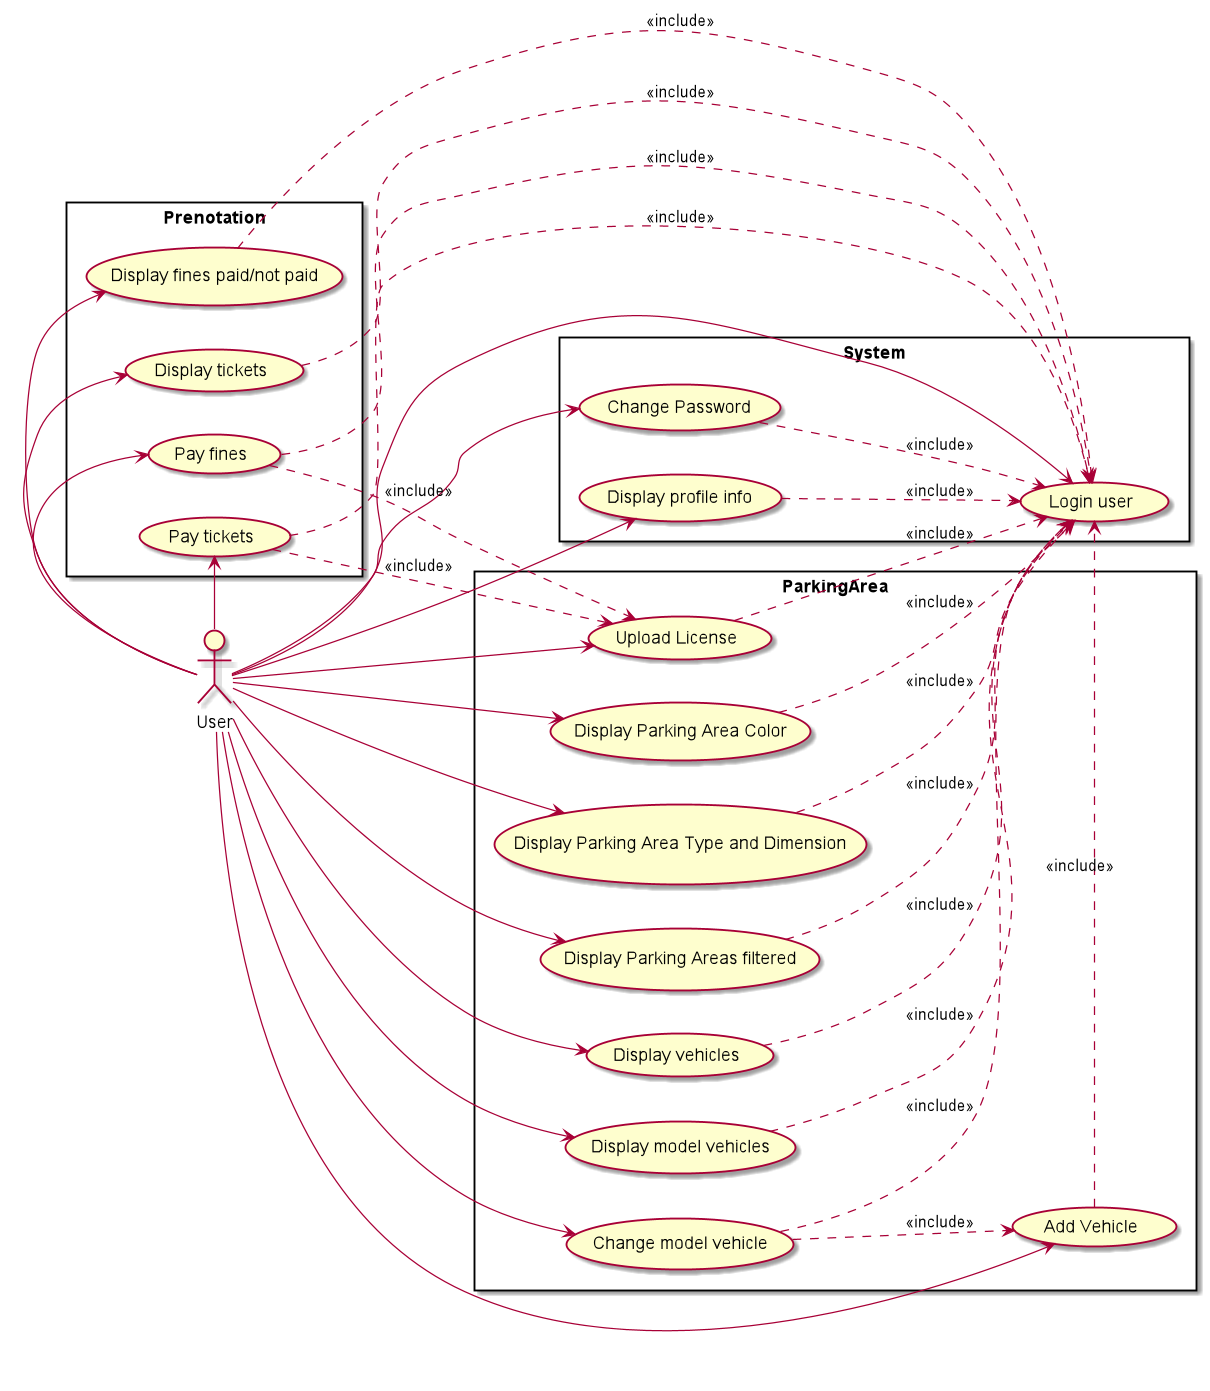 «include»
«include»
«include»
Prenotation
«include»
Display fines paid/not paid
System
Display tickets
Change Password
«include»
Pay fines
«include»
Display profile info
«include»
Login user
Pay tickets
«include»
«include»
ParkingArea
«include»
Upload License
«include»
User
Display Parking Area Color
«include»
Display Parking Area Type and Dimension
«include»
«include»
Display Parking Areas filtered
«include»
Display vehicles
«include»
Display model vehicles
«include»
Change model vehicle
Add Vehicle